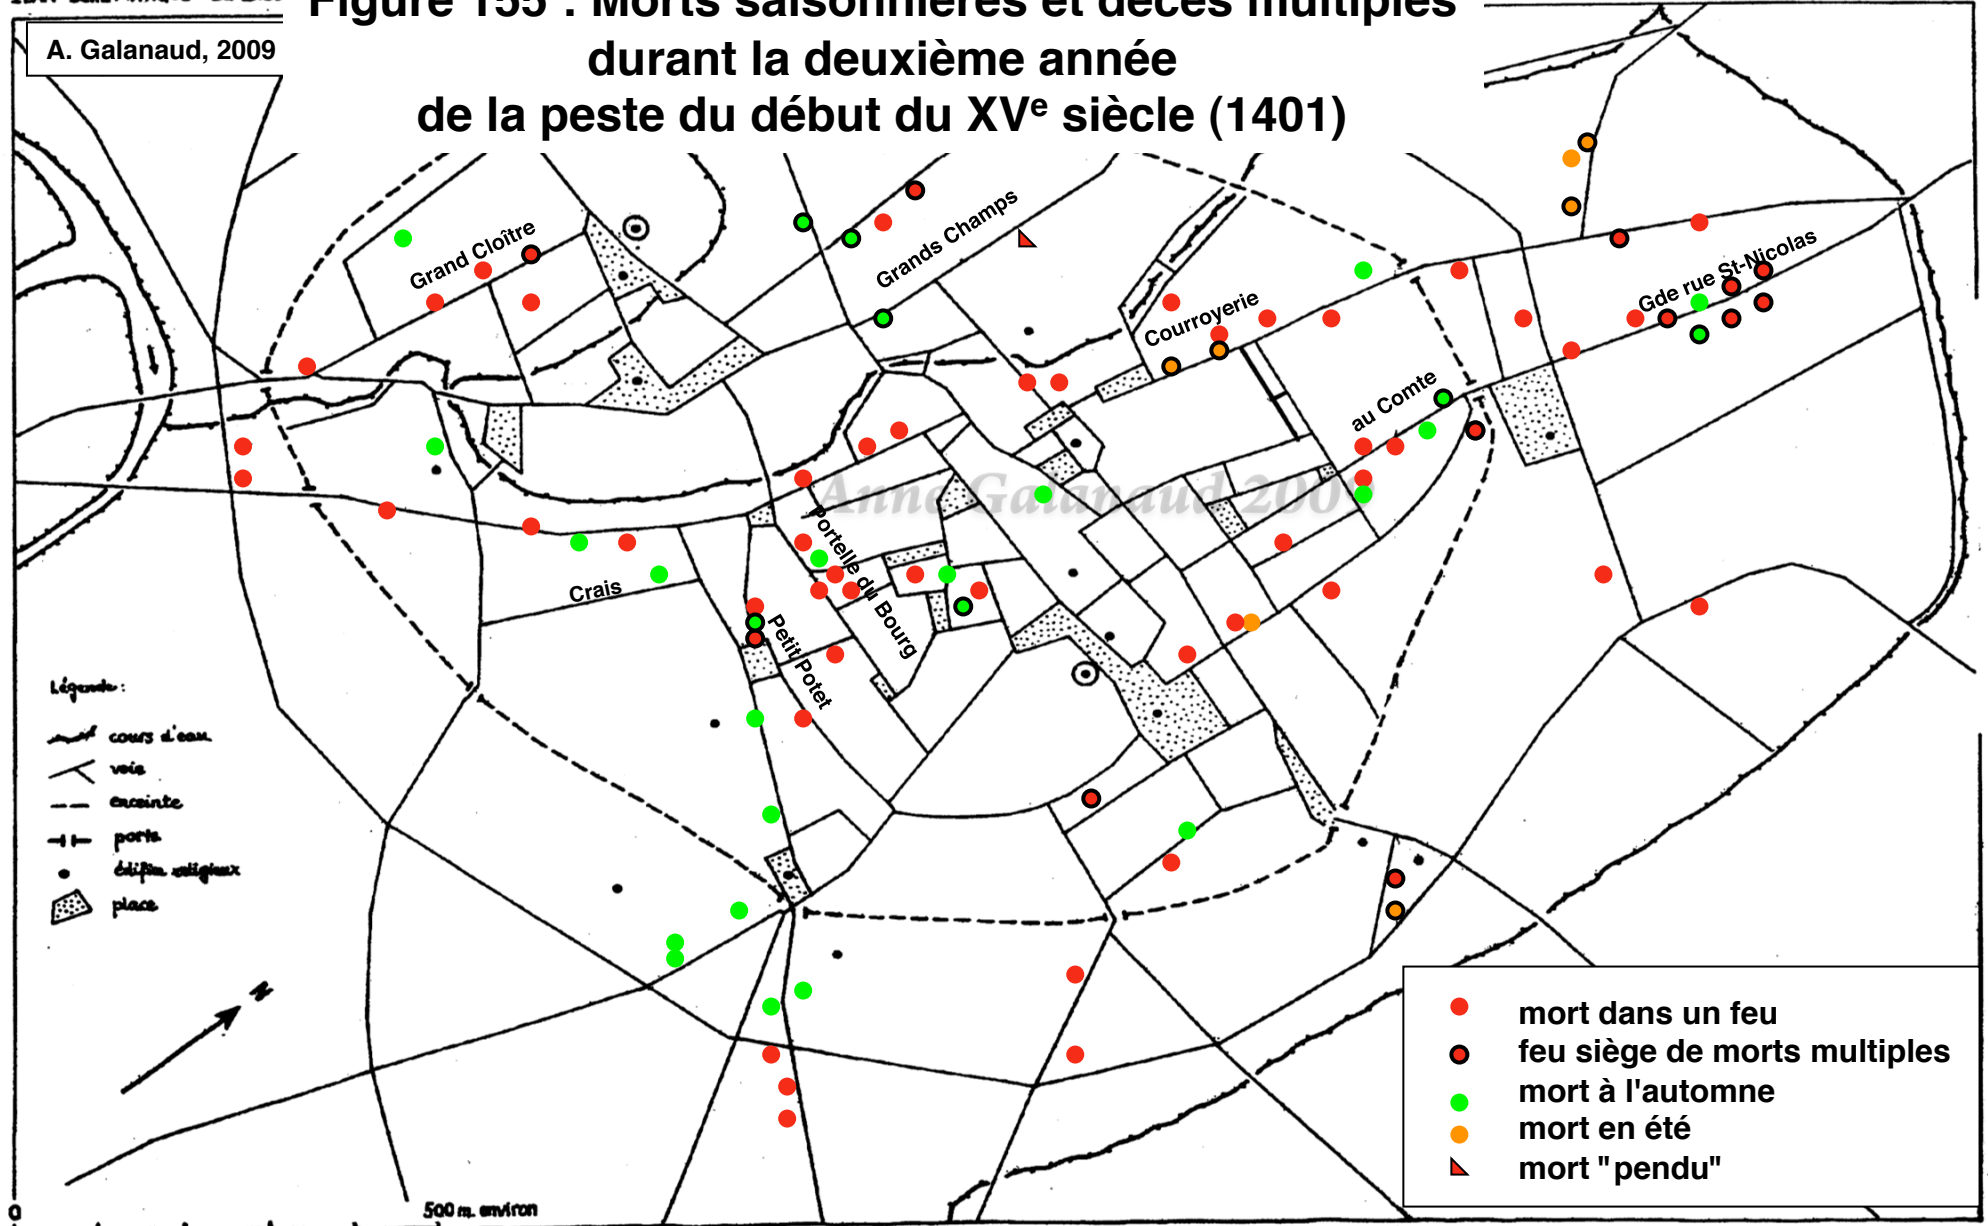 A. Galanaud, 2009
Figure 155 : Morts saisonnières et décès multiples
durant la deuxième année
de la peste du début du XVe siècle (1401)
Grand Cloître
Grands Champs
Gde rue St-Nicolas
Courroyerie
au Comte
Anne Galanaud 2009
Portelle du Bourg
Crais
Petit Potet
Légende :
cours d'eau
voie
enceinte
porte
édifice religieux
place
N
mort dans un feu
feu siège de morts multiples
mort à l'automne
mort en été
mort "pendu"
0
500 m. environ